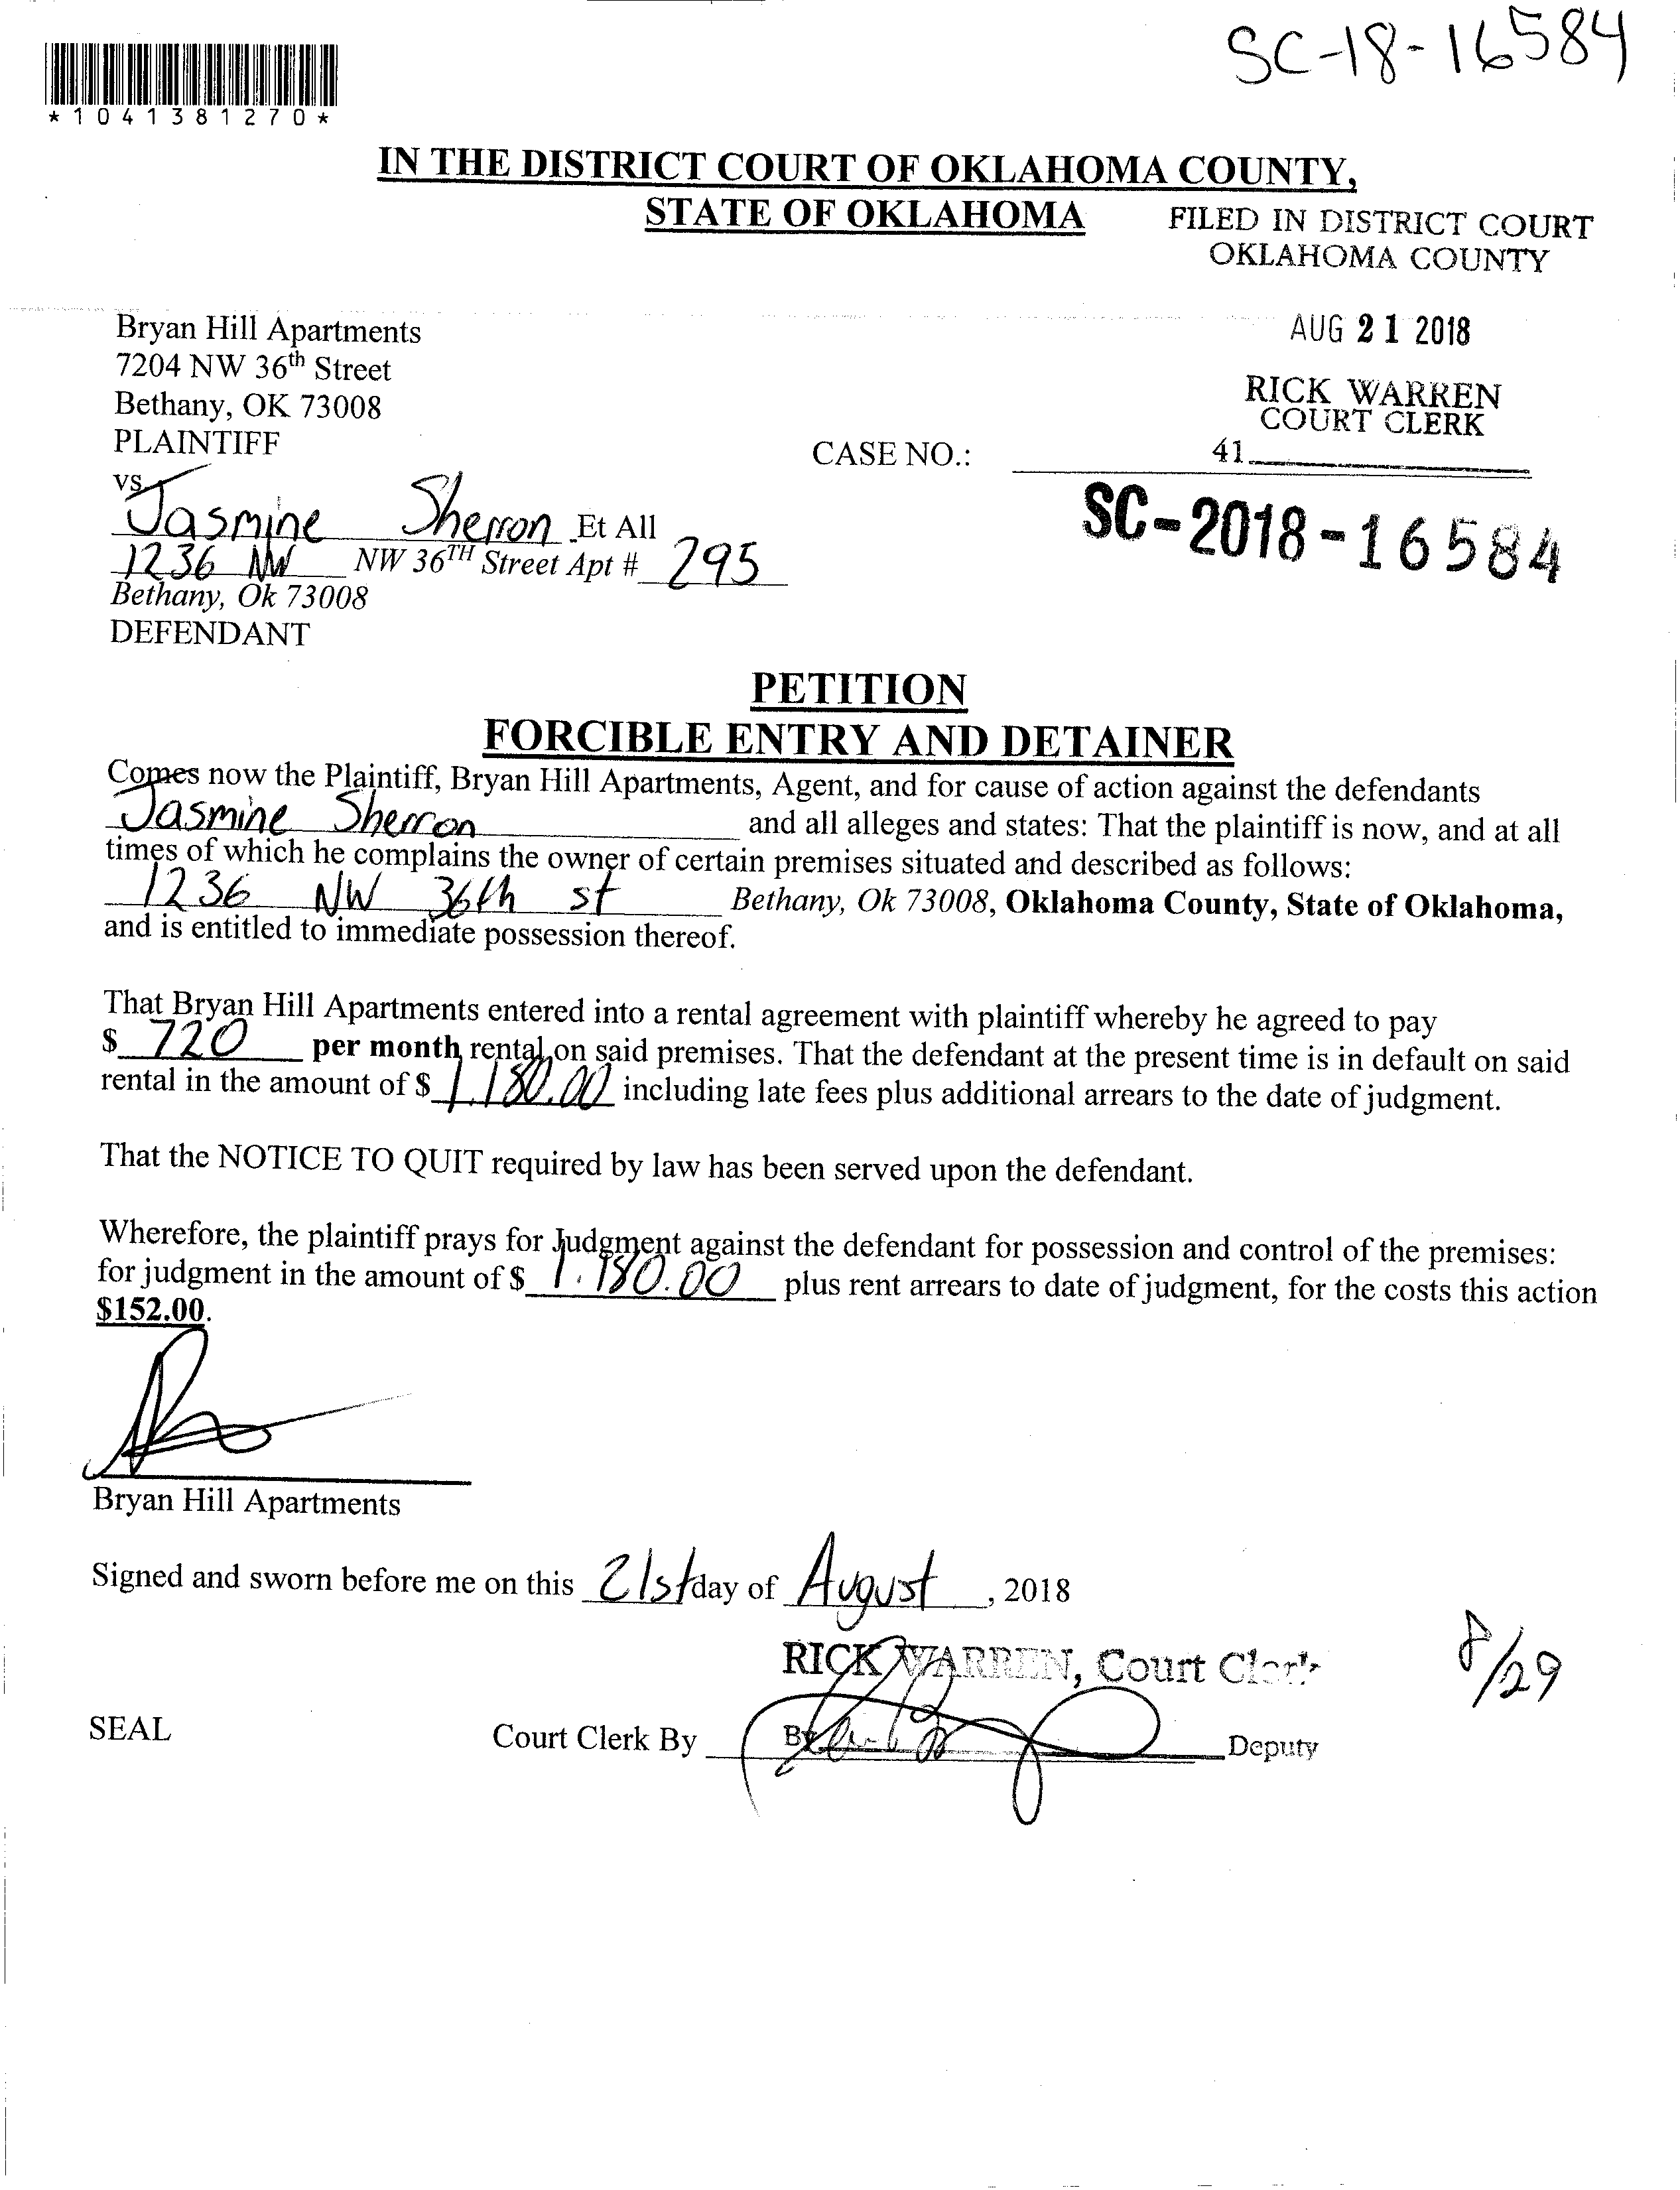 SC-18-16584
*1041381270*
IN THE DISTRICT COURT OF OKLAHOMA COUNTY,
STATE OF OKLAHOMA
FILED IN DISTRICT COURT
OKLAHOMA COUNTY
Bryan Hill Apartments
AUG 21 2018
7204 NW 36th Street
Bethany, OK 73008
RICK WARREN
COURT CLERK
PLAINTIFF
CASE NO.: 41
vs.
SC-2018-16584
Jasmine Sherron Et All
1236 NW NW 36TH Street Apt # 295
Bethany, Ok 73008
DEFENDANT
PETITION
FORCIBLE ENTRY AND DETAINER
Comes now the Plaintiff, Bryan Hill Apartments, Agent, and for cause of action against the defendants
Jasmine Sherron and all alleges and states: That the plaintiff is now, and at all
times of which he complains the owner of certain premises situated and described as follows:
1236 NW 36th st Bethany, Ok 73008, Oklahoma County, State of Oklahoma,
and is entitled to immediate possession thereof.
That Bryan Hill Apartments entered into a rental agreement with plaintiff whereby he agreed to pay
$ 720 per month rental on said premises. That the defendant at the present time is in default on said
rental in the amount of $ 1,180.00 including late fees plus additional arrears to the date of judgment.
That the NOTICE TO QUIT required by law has been served upon the defendant.
Wherefore, the plaintiff prays for Judgment against the defendant for possession and control of the premises:
for judgment in the amount of $ 1.180.00 plus rent arrears to date of judgment, for the costs this action
$152.00.
Bryan Hill Apartments
Signed and sworn before me on this 21st day of August, 2018
RICK WARREN, Court Clerk
8/29
SEAL
Court Clerk By By Deputy